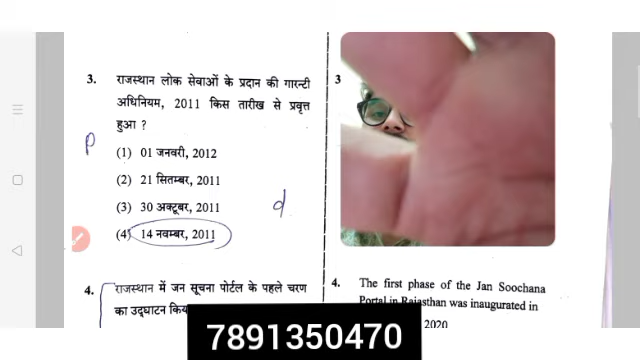 3. राजस्थान लोक सेवाओं के प्रदान की गारन्टी
अधिनियम, 2011 किस तारीख से प्रवृत्त
हुआ ?
(1) 01 जनवरी, 2012
(2) 21 सितम्बर, 2011
(3) 30 अक्टूबर, 2011
(4) 14 नवम्बर, 2011
4. राजस्थान में जन सूचना पोर्टल के पहले चरण
का उद्घाटन किय
3
4. The first phase of the Jan Soochana
Portal in Rajasthan was inaugurated in
2020
7891350470